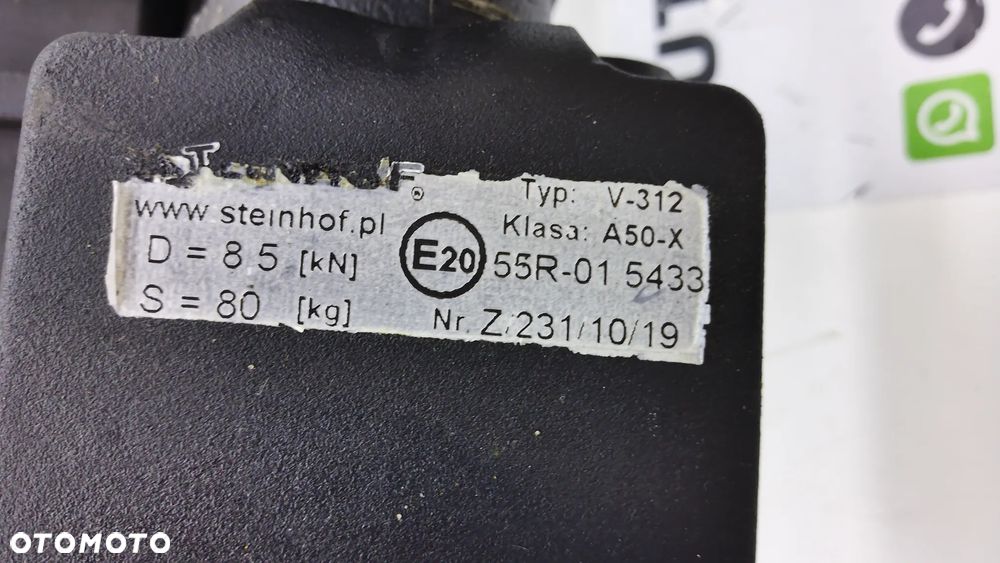 UT
T F®
Typ: V-312
www.steinhof.pl
Klasa: A50-X
D = 8 5 [kN]
E20
55R-01 5433
S = 80 [kg]
Nr. Z/231/10/19
OTOMOTO